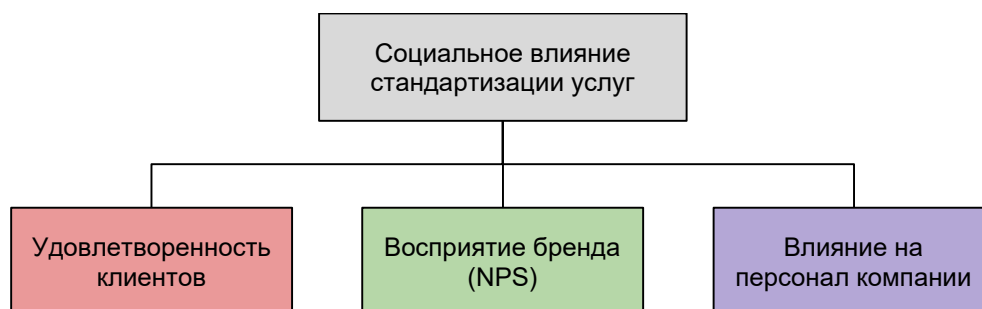 Социальное влияние
стандартизации услуг
Удовлетворенность
клиентов
Восприятие бренда
(NPS)
Влияние на
персонал компании